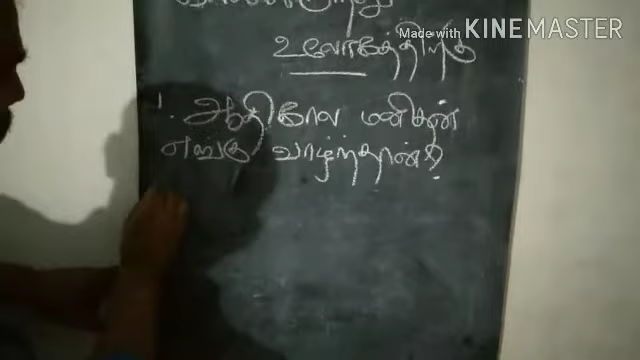 Made with KINEMASTER
உலோகத்திற்கு
1. ஆதிகால மனிதன்
எங்கு வாழ்ந்தான்?